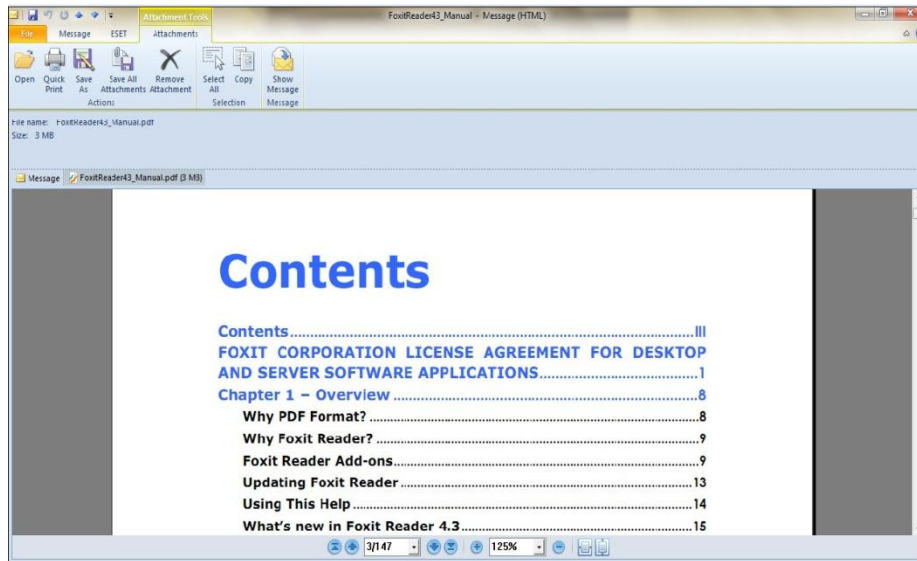 Attachment Tools
FoxitReader43_Manual - Message (HTML)
File Message ESET Attachments
Open Quick Print Save As Save All Attachments Remove Attachment Select All Copy Show Message
Actions Selection Message
File name: FoxitReader43_Manual.pdf
Size: 3 MB
Message FoxitReader43_Manual.pdf (3 MB)
Contents
Contents...III
FOXIT CORPORATION LICENSE AGREEMENT FOR DESKTOP
AND SERVER SOFTWARE APPLICATIONS...1
Chapter 1 – Overview...8
Why PDF Format?...8
Why Foxit Reader?...9
Foxit Reader Add-ons...9
Updating Foxit Reader...13
Using This Help...14
What's new in Foxit Reader 4.3...15
3/147 125%